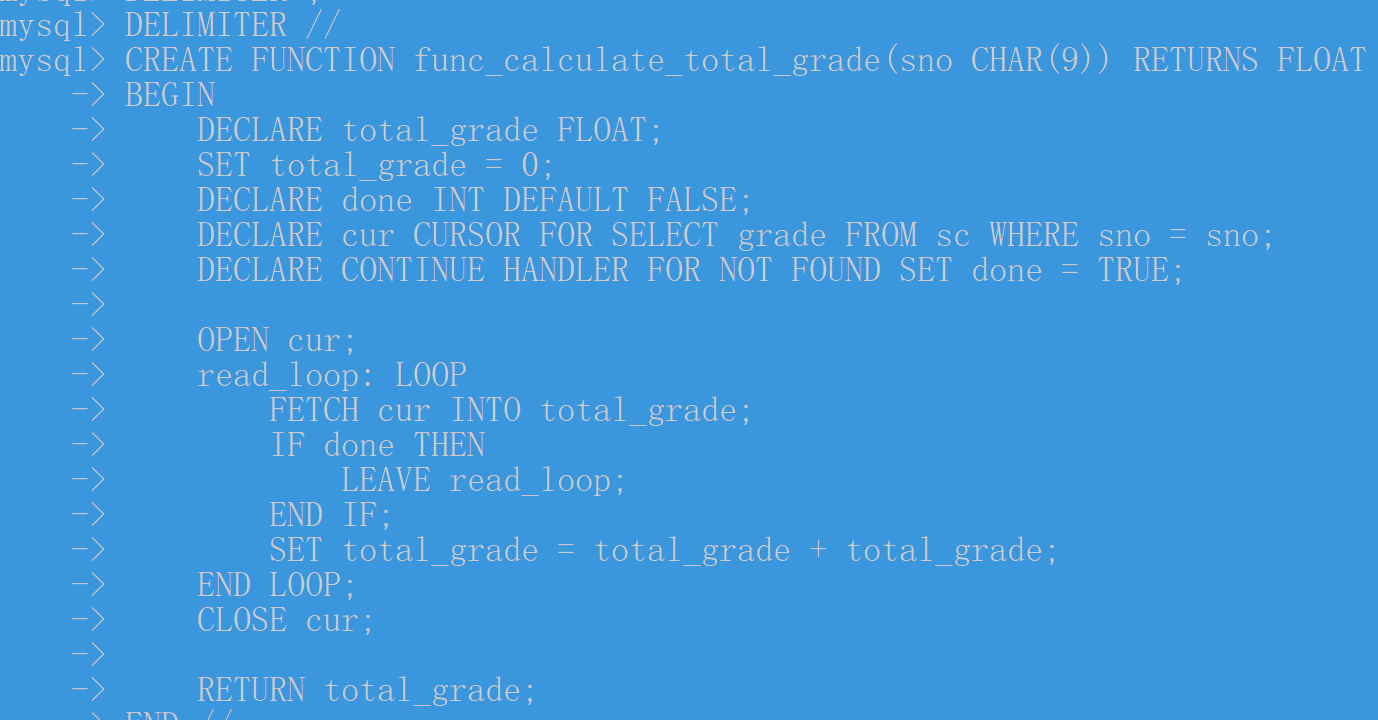 mysql> DELIMITER ;
mysql> DELIMITER //
mysql> CREATE FUNCTION func_calculate_total_grade(sno CHAR(9)) RETURNS FLOAT
    -> BEGIN
    ->     DECLARE total_grade FLOAT;
    ->     SET total_grade = 0;
    ->     DECLARE done INT DEFAULT FALSE;
    ->     DECLARE cur CURSOR FOR SELECT grade FROM sc WHERE sno = sno;
    ->     DECLARE CONTINUE HANDLER FOR NOT FOUND SET done = TRUE;
    ->
    ->     OPEN cur;
    ->     read_loop: LOOP
    ->         FETCH cur INTO total_grade;
    ->         IF done THEN
    ->             LEAVE read_loop;
    ->         END IF;
    ->         SET total_grade = total_grade + total_grade;
    ->     END LOOP;
    ->     CLOSE cur;
    ->
    ->     RETURN total_grade;
    -> END //